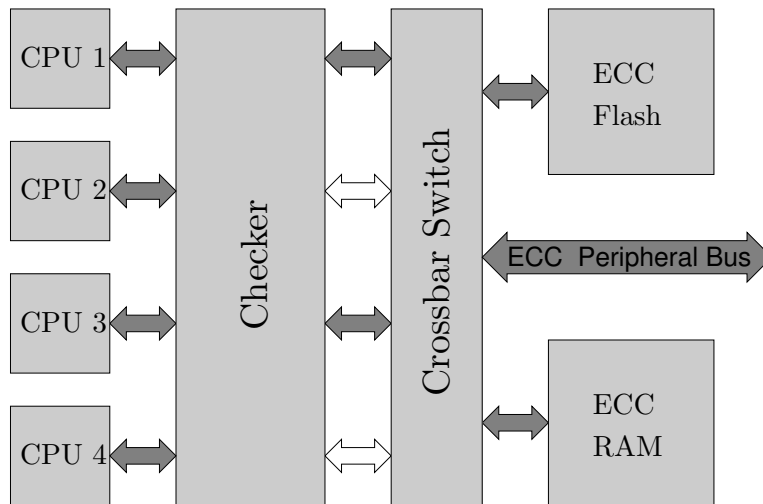 CPU 1
CPU 2
CPU 3
CPU 4
Checker
Crossbar Switch
ECC
Flash
ECC Peripheral Bus
ECC
RAM